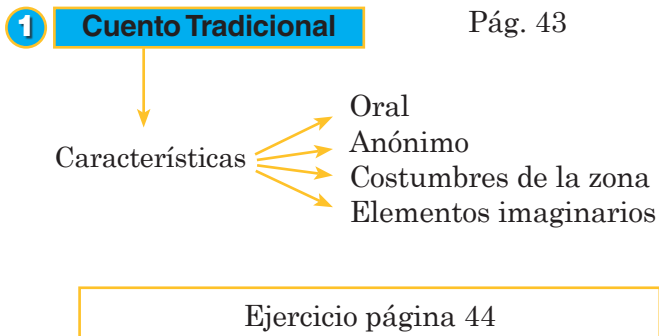 1 Cuento Tradicional Pág. 43
Oral
Anónimo
Características
Costumbres de la zona
Elementos imaginarios
Ejercicio página 44